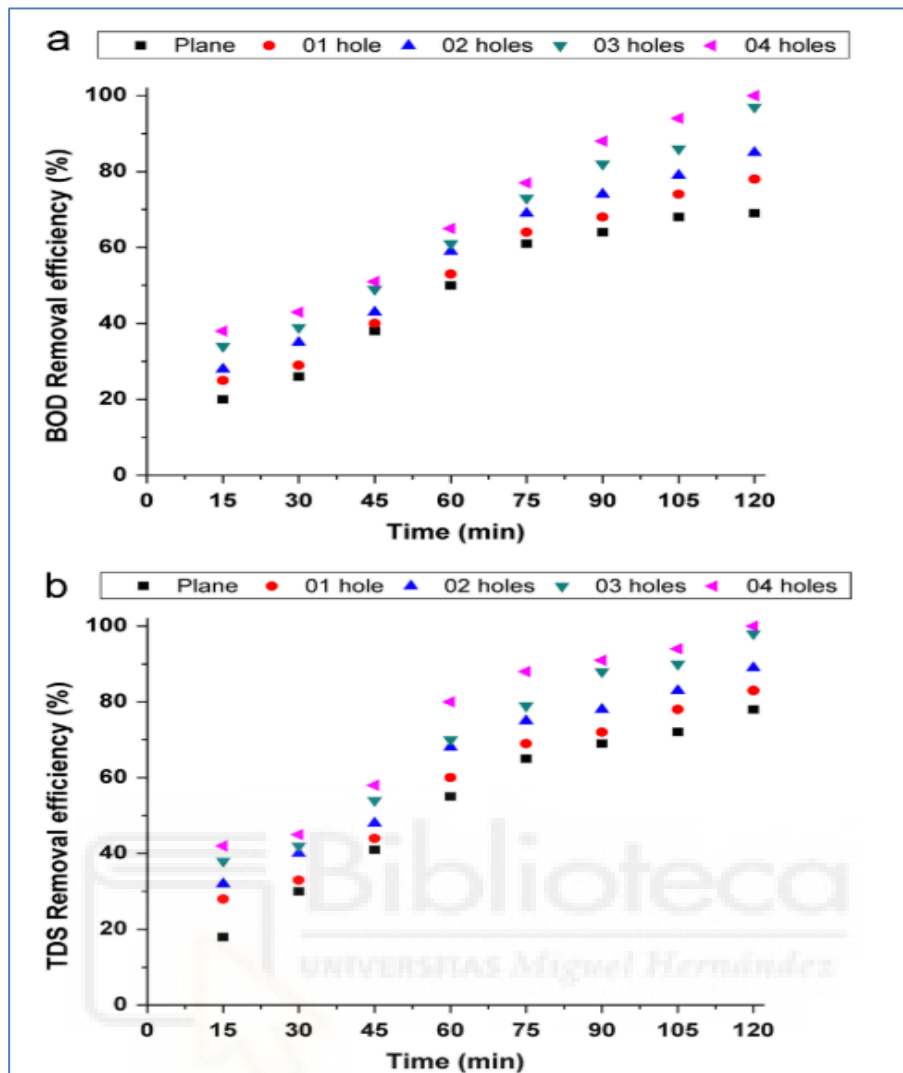 a
Plane 01 hole 02 holes 03 holes 04 holes
BOD Removal efficiency (%)
100
80
60
40
20
0
0 15 30 45 60 75 90 105 120
Time (min)
b
Plane 01 hole 02 holes 03 holes 04 holes
TDS Removal efficiency (%)
100
80
60
40
20
0
0 15 30 45 60 75 90 105 120
Time (min)
Biblioteca
UNIVERSITAS Miguel Hernández